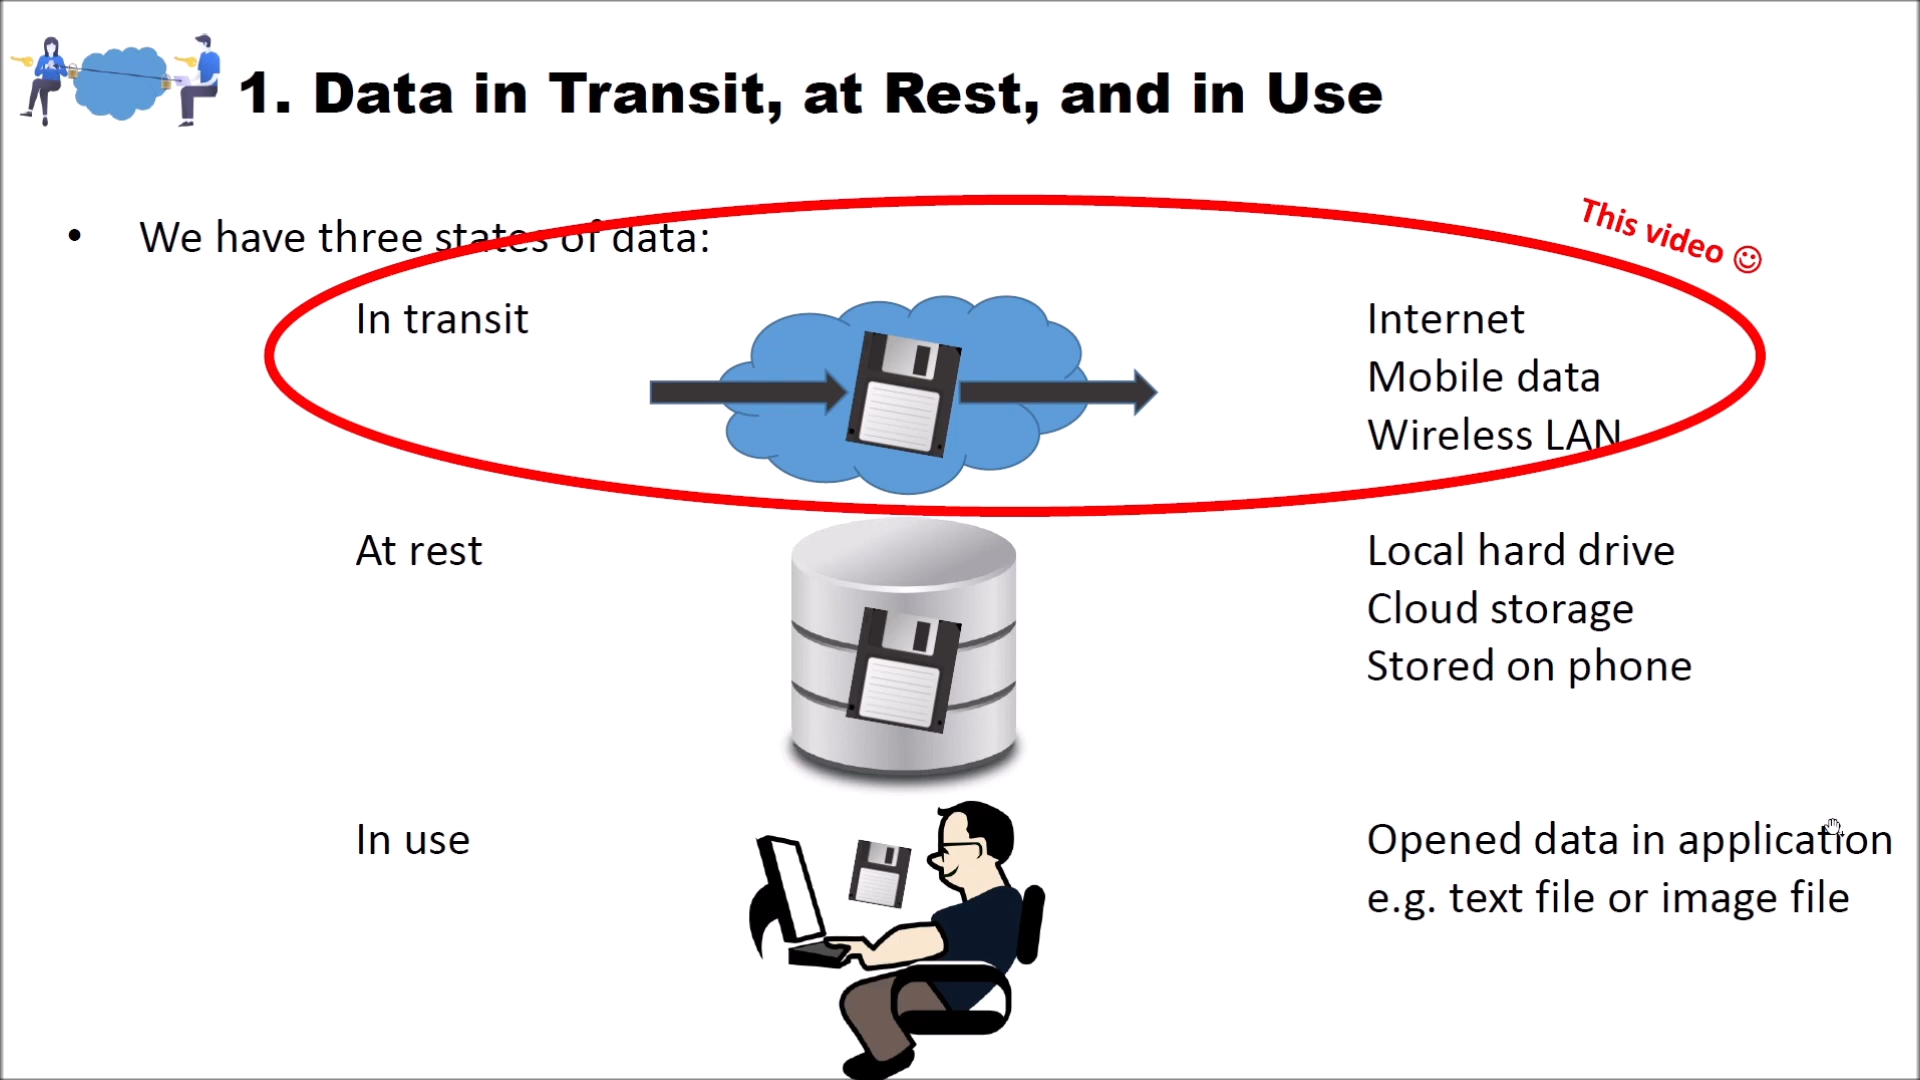 1. Data in Transit, at Rest, and in Use
• We have three states of data:
This video ☺
In transit
Internet
Mobile data
Wireless LAN
At rest
Local hard drive
Cloud storage
Stored on phone
In use
Opened data in application
e.g. text file or image file